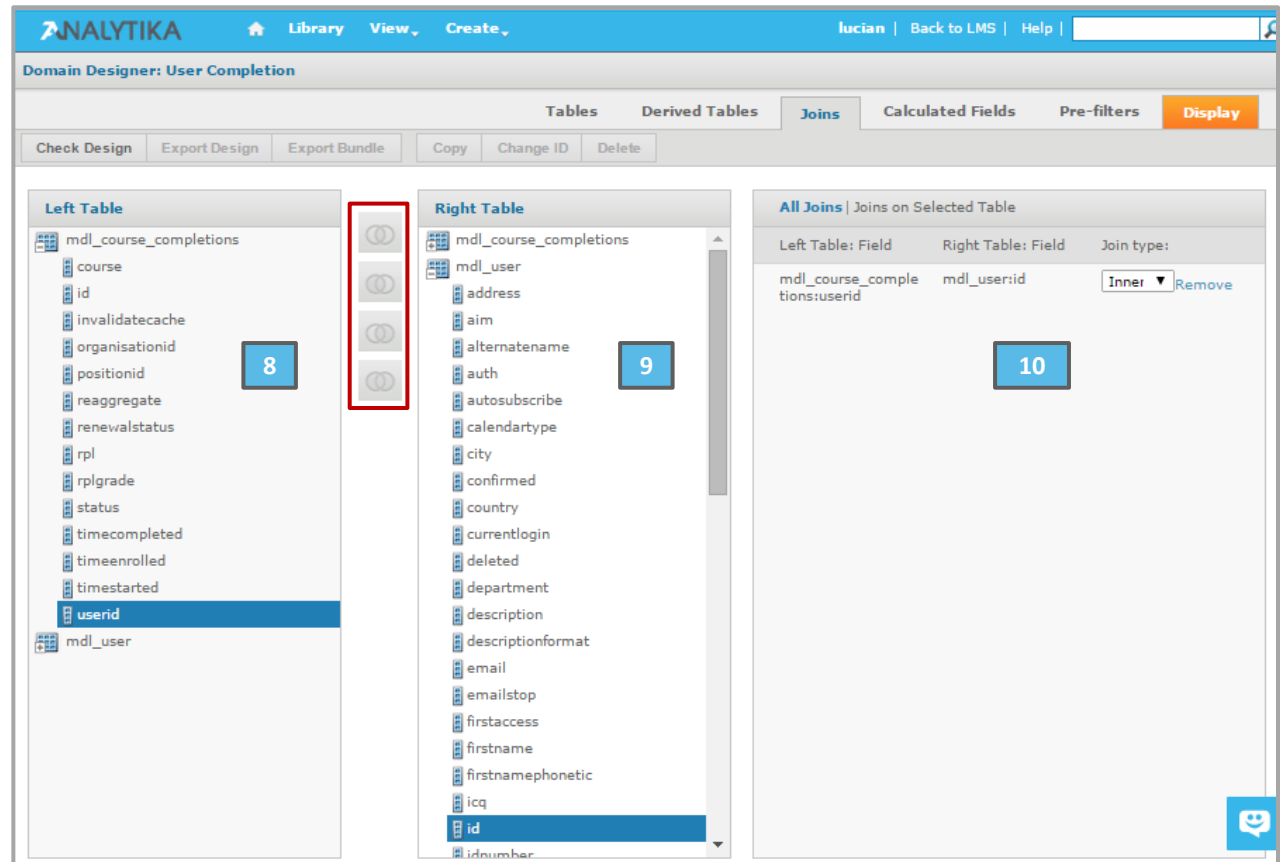 ANALYTIKA Library View Create lucian | Back to LMS | Help |
Domain Designer: User Completion
Tables Derived Tables Joins Calculated Fields Pre-filters Display
Check Design Export Design Export Bundle Copy Change ID Delete
Left Table
mdl_course_completions
course
id
invalidatecache
organisationid
positionid
reaggregate
renewalstatus
rpl
rplgrade
status
timecompleted
timeenrolled
timestarted
userid
mdl_user
8
Right Table
mdl_course_completions
mdl_user
address
aim
alternatename
auth
autosubscribe
calendartype
city
confirmed
country
currentlogin
deleted
department
description
descriptionformat
email
emailstop
firstaccess
firstname
firstnamephonetic
icq
id
idnumber
9
All Joins | Joins on Selected Table
Left Table: Field Right Table: Field Join type:
mdl_course_comple mdl_user:id Inner Remove
tions:userid
10